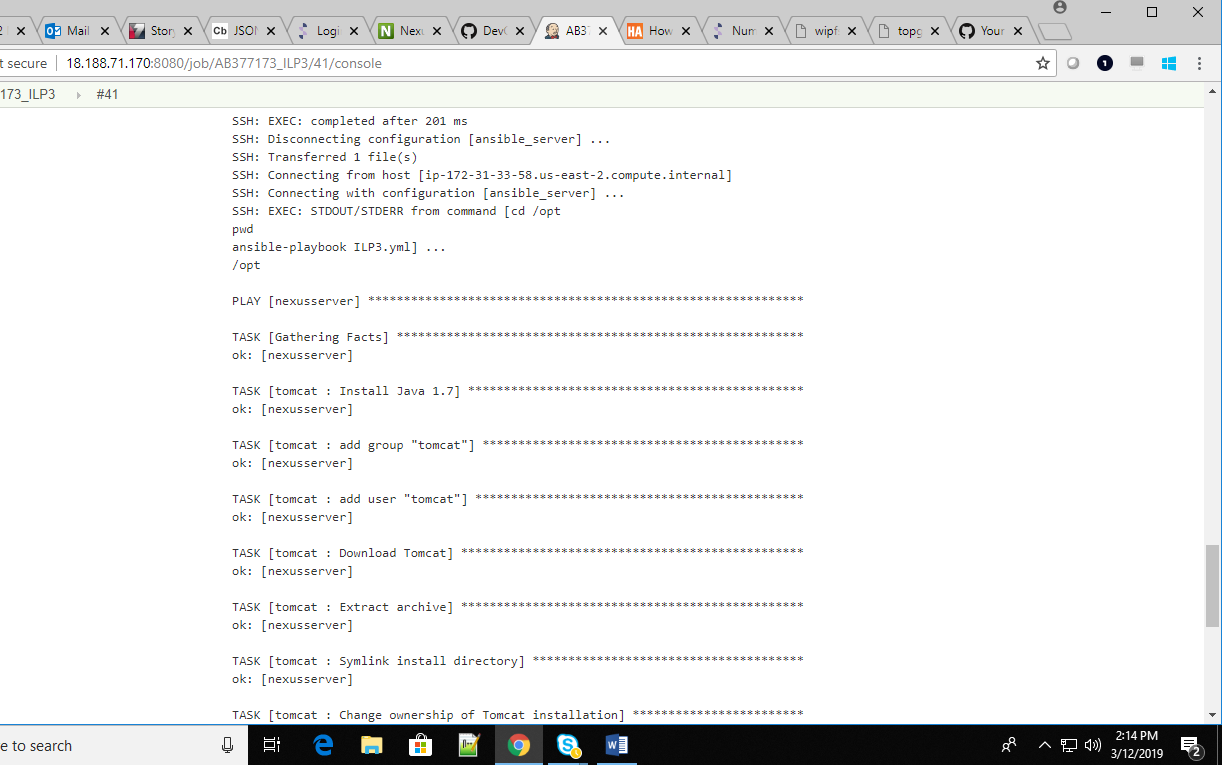 2
Mail
Story
Cb
JSON
Logi
N
Nexu
DevO
AB37
HA
How
Num
wipf
topg
Your
t secure
18.188.71.170:8080/job/AB377173_ILP3/41/console
1
173_ILP3
#41
SSH: EXEC: completed after 201 ms
SSH: Disconnecting configuration [ansible_server] ...
SSH: Transferred 1 file(s)
SSH: Connecting from host [ip-172-31-33-58.us-east-2.compute.internal]
SSH: Connecting with configuration [ansible_server] ...
SSH: EXEC: STDOUT/STDERR from command [cd /opt
pwd
ansible-playbook ILP3.yml] ...
/opt
PLAY [nexusserver] *************************************************************
TASK [Gathering Facts] *********************************************************
ok: [nexusserver]
TASK [tomcat : Install Java 1.7] ***********************************************
ok: [nexusserver]
TASK [tomcat : add group "tomcat"] *********************************************
ok: [nexusserver]
TASK [tomcat : add user "tomcat"] **********************************************
ok: [nexusserver]
TASK [tomcat : Download Tomcat] ************************************************
ok: [nexusserver]
TASK [tomcat : Extract archive] ************************************************
ok: [nexusserver]
TASK [tomcat : Symlink install directory] **************************************
ok: [nexusserver]
TASK [tomcat : Change ownership of Tomcat installation] ************************
e to search
2:14 PM
3/12/2019
2